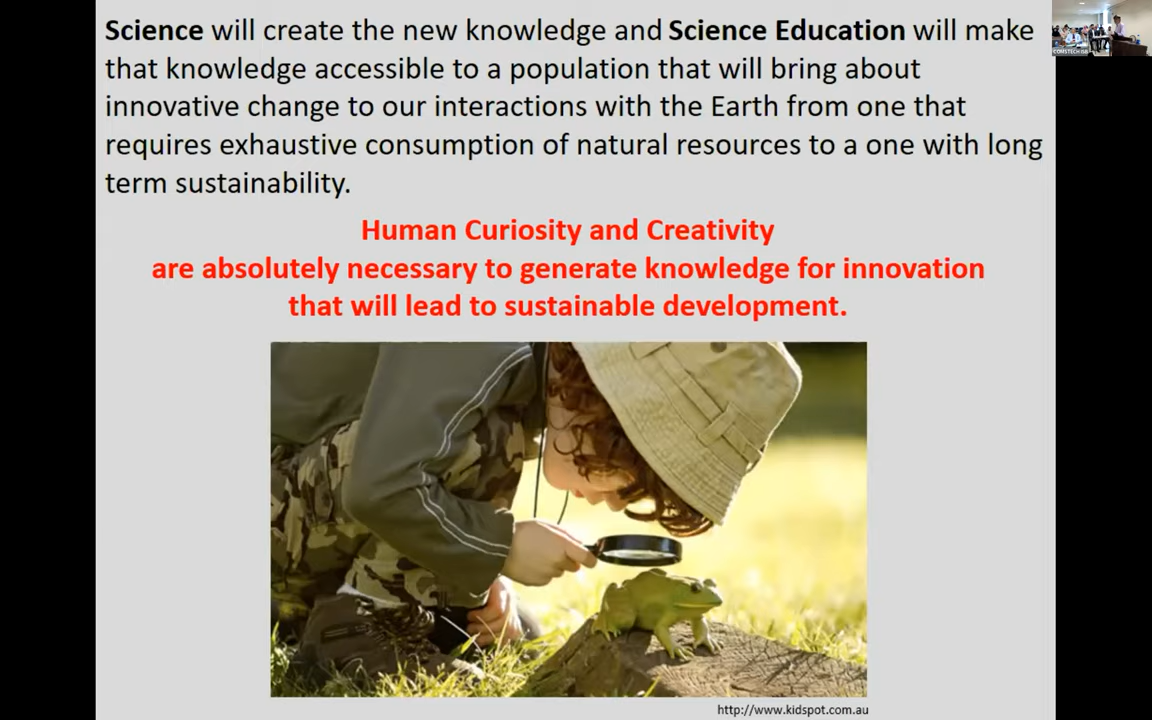 Science will create the new knowledge and Science Education will make
that knowledge accessible to a population that will bring about
innovative change to our interactions with the Earth from one that
requires exhaustive consumption of natural resources to a one with long
term sustainability.
Human Curiosity and Creativity
are absolutely necessary to generate knowledge for innovation
that will lead to sustainable development.
http://www.kidspot.com.au